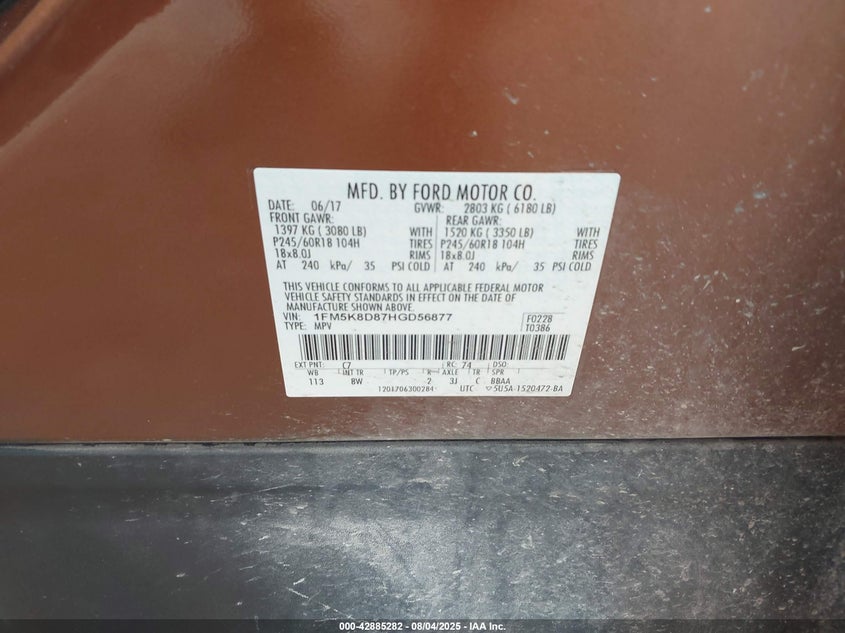 MFD. BY FORD MOTOR CO.
DATE: 06/17 GVWR: 2803 KG ( 6180 LB)
FRONT GAWR: REAR GAWR:
1397 KG ( 3080 LB) WITH 1520 KG ( 3350 LB) WITH
P245/60R18 104H TIRES P245/60R18 104H TIRES
18x8.0J RIMS 18x8.0J RIMS
AT 240 kPa/ 35 PSI COLD AT 240 kPa/ 35 PSI COLD
THIS VEHICLE CONFORMS TO ALL APPLICABLE FEDERAL MOTOR
VEHICLE SAFETY STANDARDS IN EFFECT ON THE DATE OF
MANUFACTURE SHOWN ABOVE.
VIN: 1FM5K8D87HGD56877 F0228
TYPE: MPV T0386
EXT PNT: C7 RC: 74 DSO:
WB INT TR TP/PS R AXLE TR SPR
113 8W 2 3J C BBAA
1201706300284 UTC 5U5A-1520472-BA
000-42885282 - 08/04/2025 - IAA Inc.